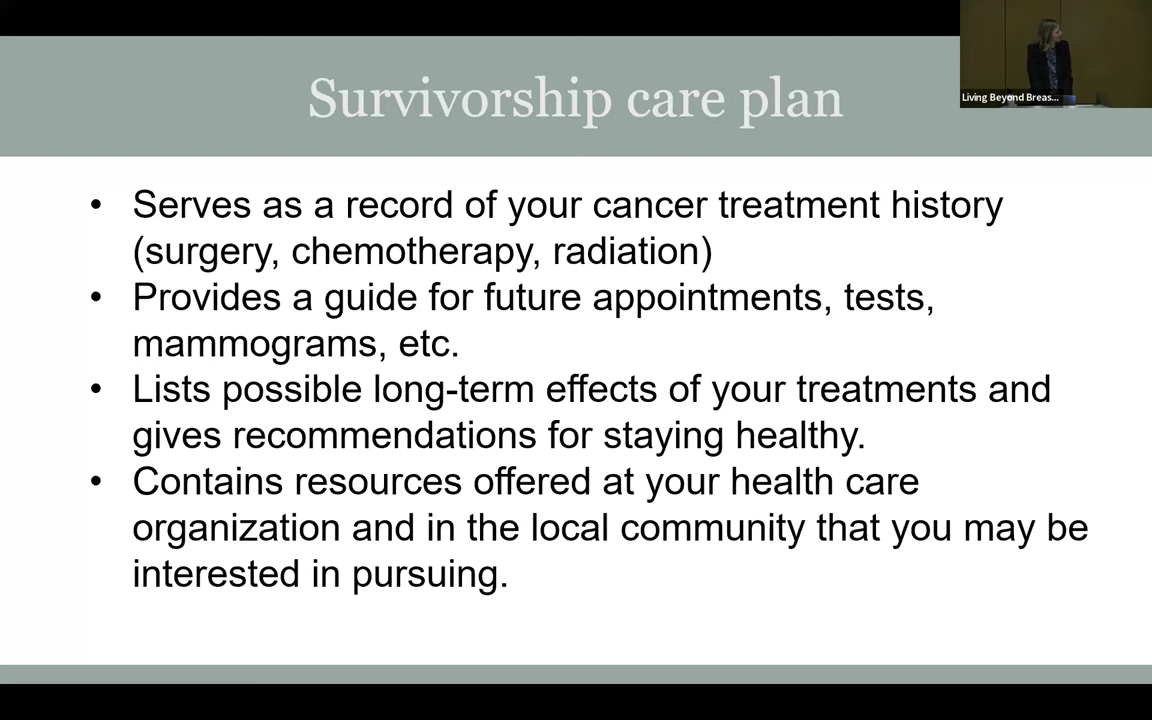 Survivorship care plan
Living Beyond Breas...
• Serves as a record of your cancer treatment history
(surgery, chemotherapy, radiation)
• Provides a guide for future appointments, tests,
mammograms, etc.
• Lists possible long-term effects of your treatments and
gives recommendations for staying healthy.
• Contains resources offered at your health care
organization and in the local community that you may be
interested in pursuing.